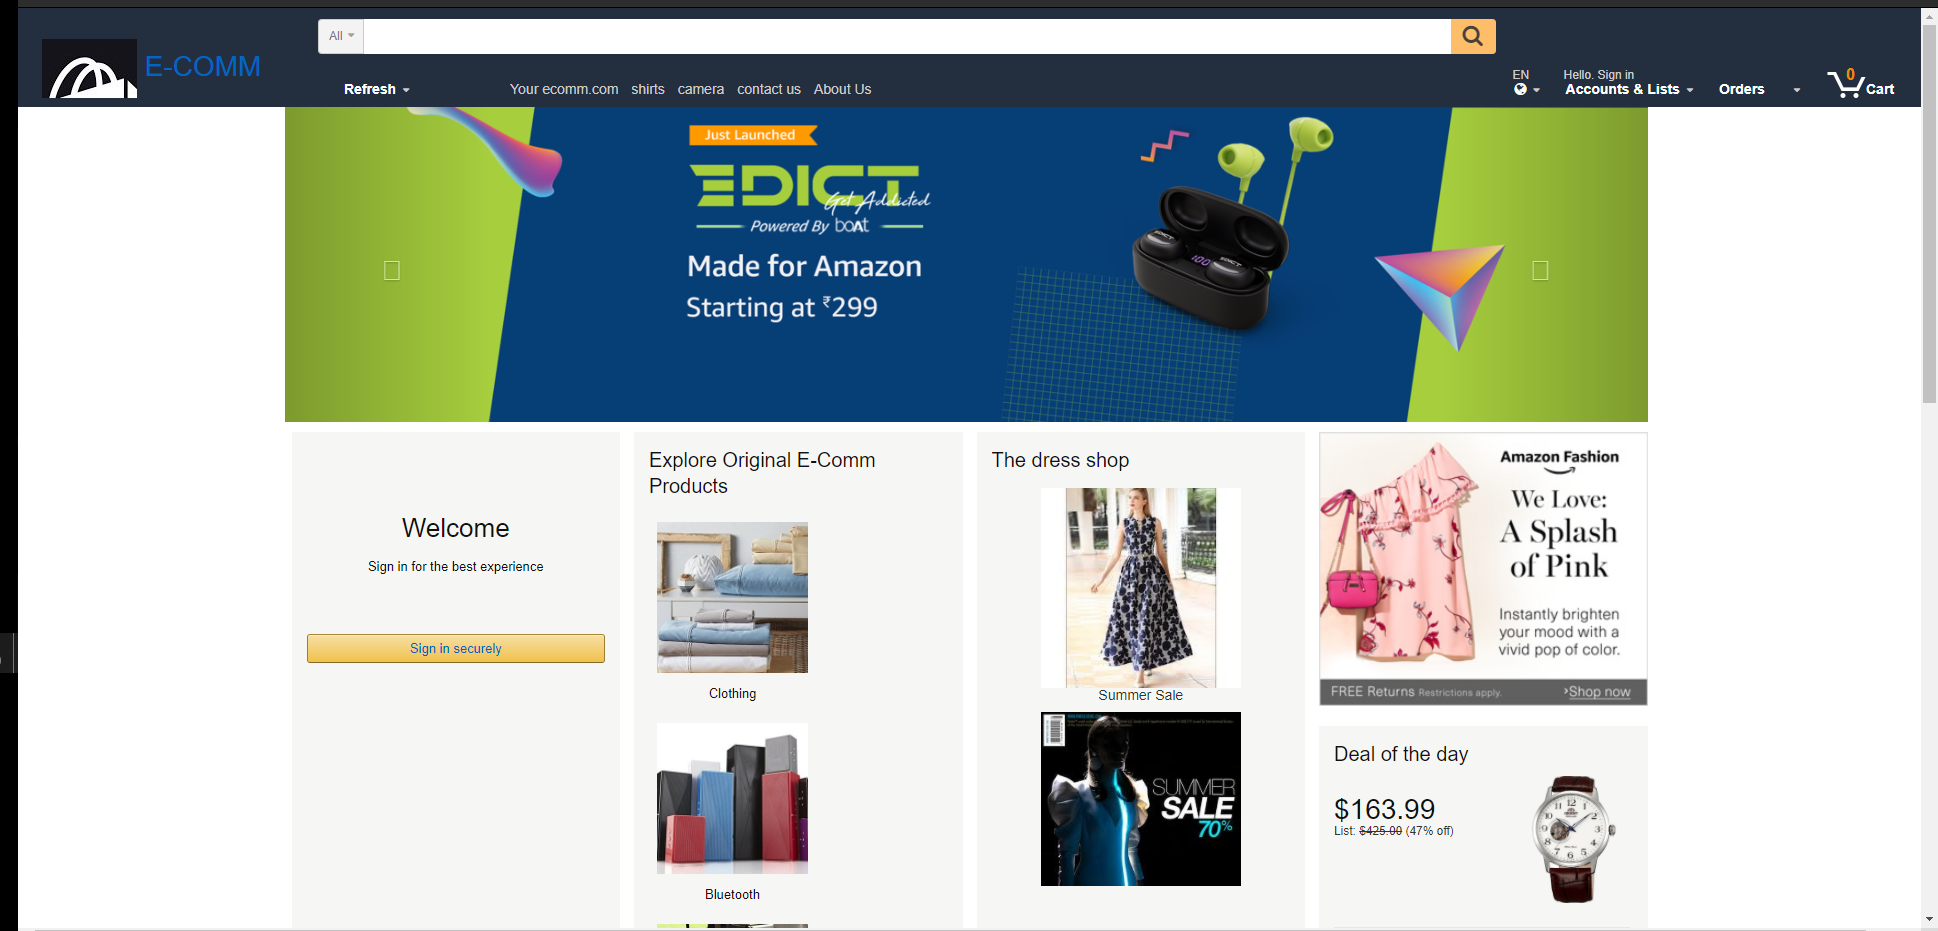 All
E-COMM
Refresh
Your ecomm.com shirts camera contact us About Us
EN
Hello. Sign in
Accounts & Lists
Orders
0
Cart
Just Launched
EDICT
Get Addicted
Powered By boAt
Made for Amazon
Starting at ₹299
100
EDICT
EDICT
Welcome
Sign in for the best experience
Sign in securely
Explore Original E-Comm
Products
Clothing
Bluetooth
The dress shop
Summer Sale
SUMMER
SALE
70%
Amazon Fashion
We Love:
A Splash
of Pink
Instantly brighten
your mood with a
vivid pop of color.
FREE Returns Restrictions apply.
›Shop now
Deal of the day
$163.99
List: $425.00 (47% off)